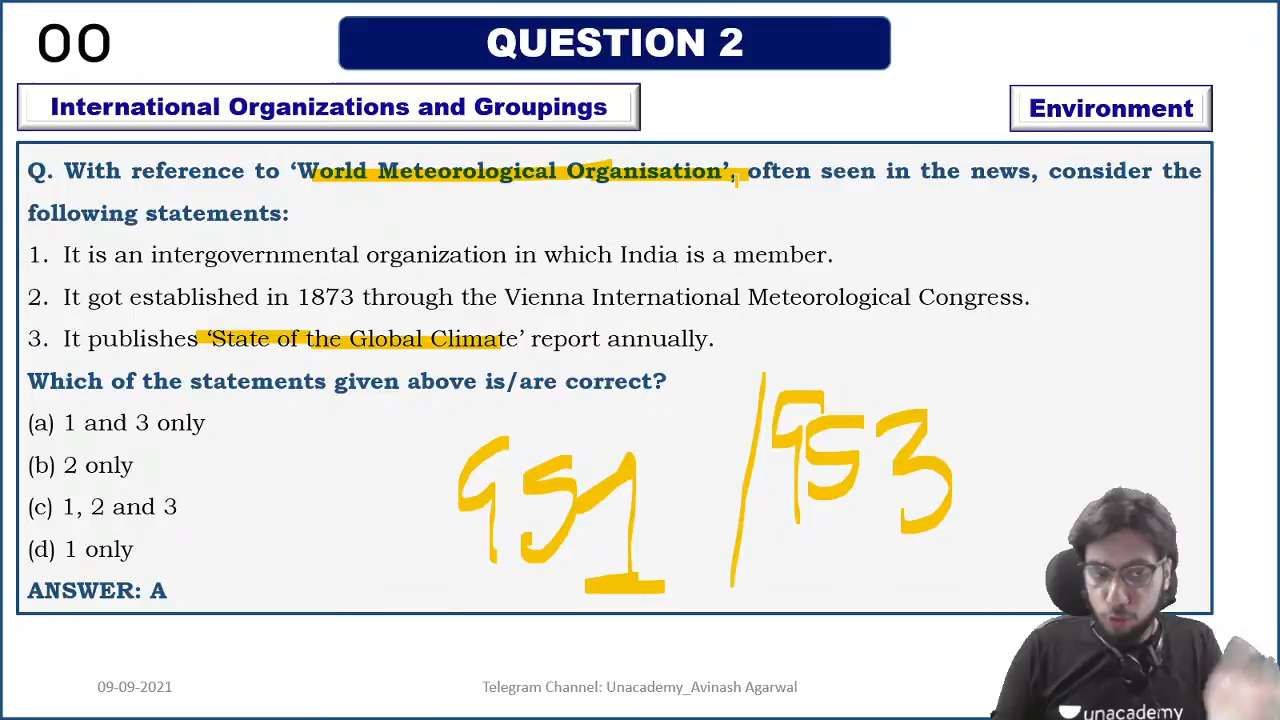 00
QUESTION 2
International Organizations and Groupings
Environment
Q. With reference to ‘World Meteorological Organisation’, often seen in the news, consider the
following statements:
1. It is an intergovernmental organization in which India is a member.
2. It got established in 1873 through the Vienna International Meteorological Congress.
3. It publishes ‘State of the Global Climate’ report annually.
Which of the statements given above is/are correct?
(a) 1 and 3 only
(b) 2 only
(c) 1, 2 and 3
(d) 1 only
951 1953
ANSWER: A
09-09-2021
Telegram Channel: Unacademy_Avinash Agarwal
unacademy